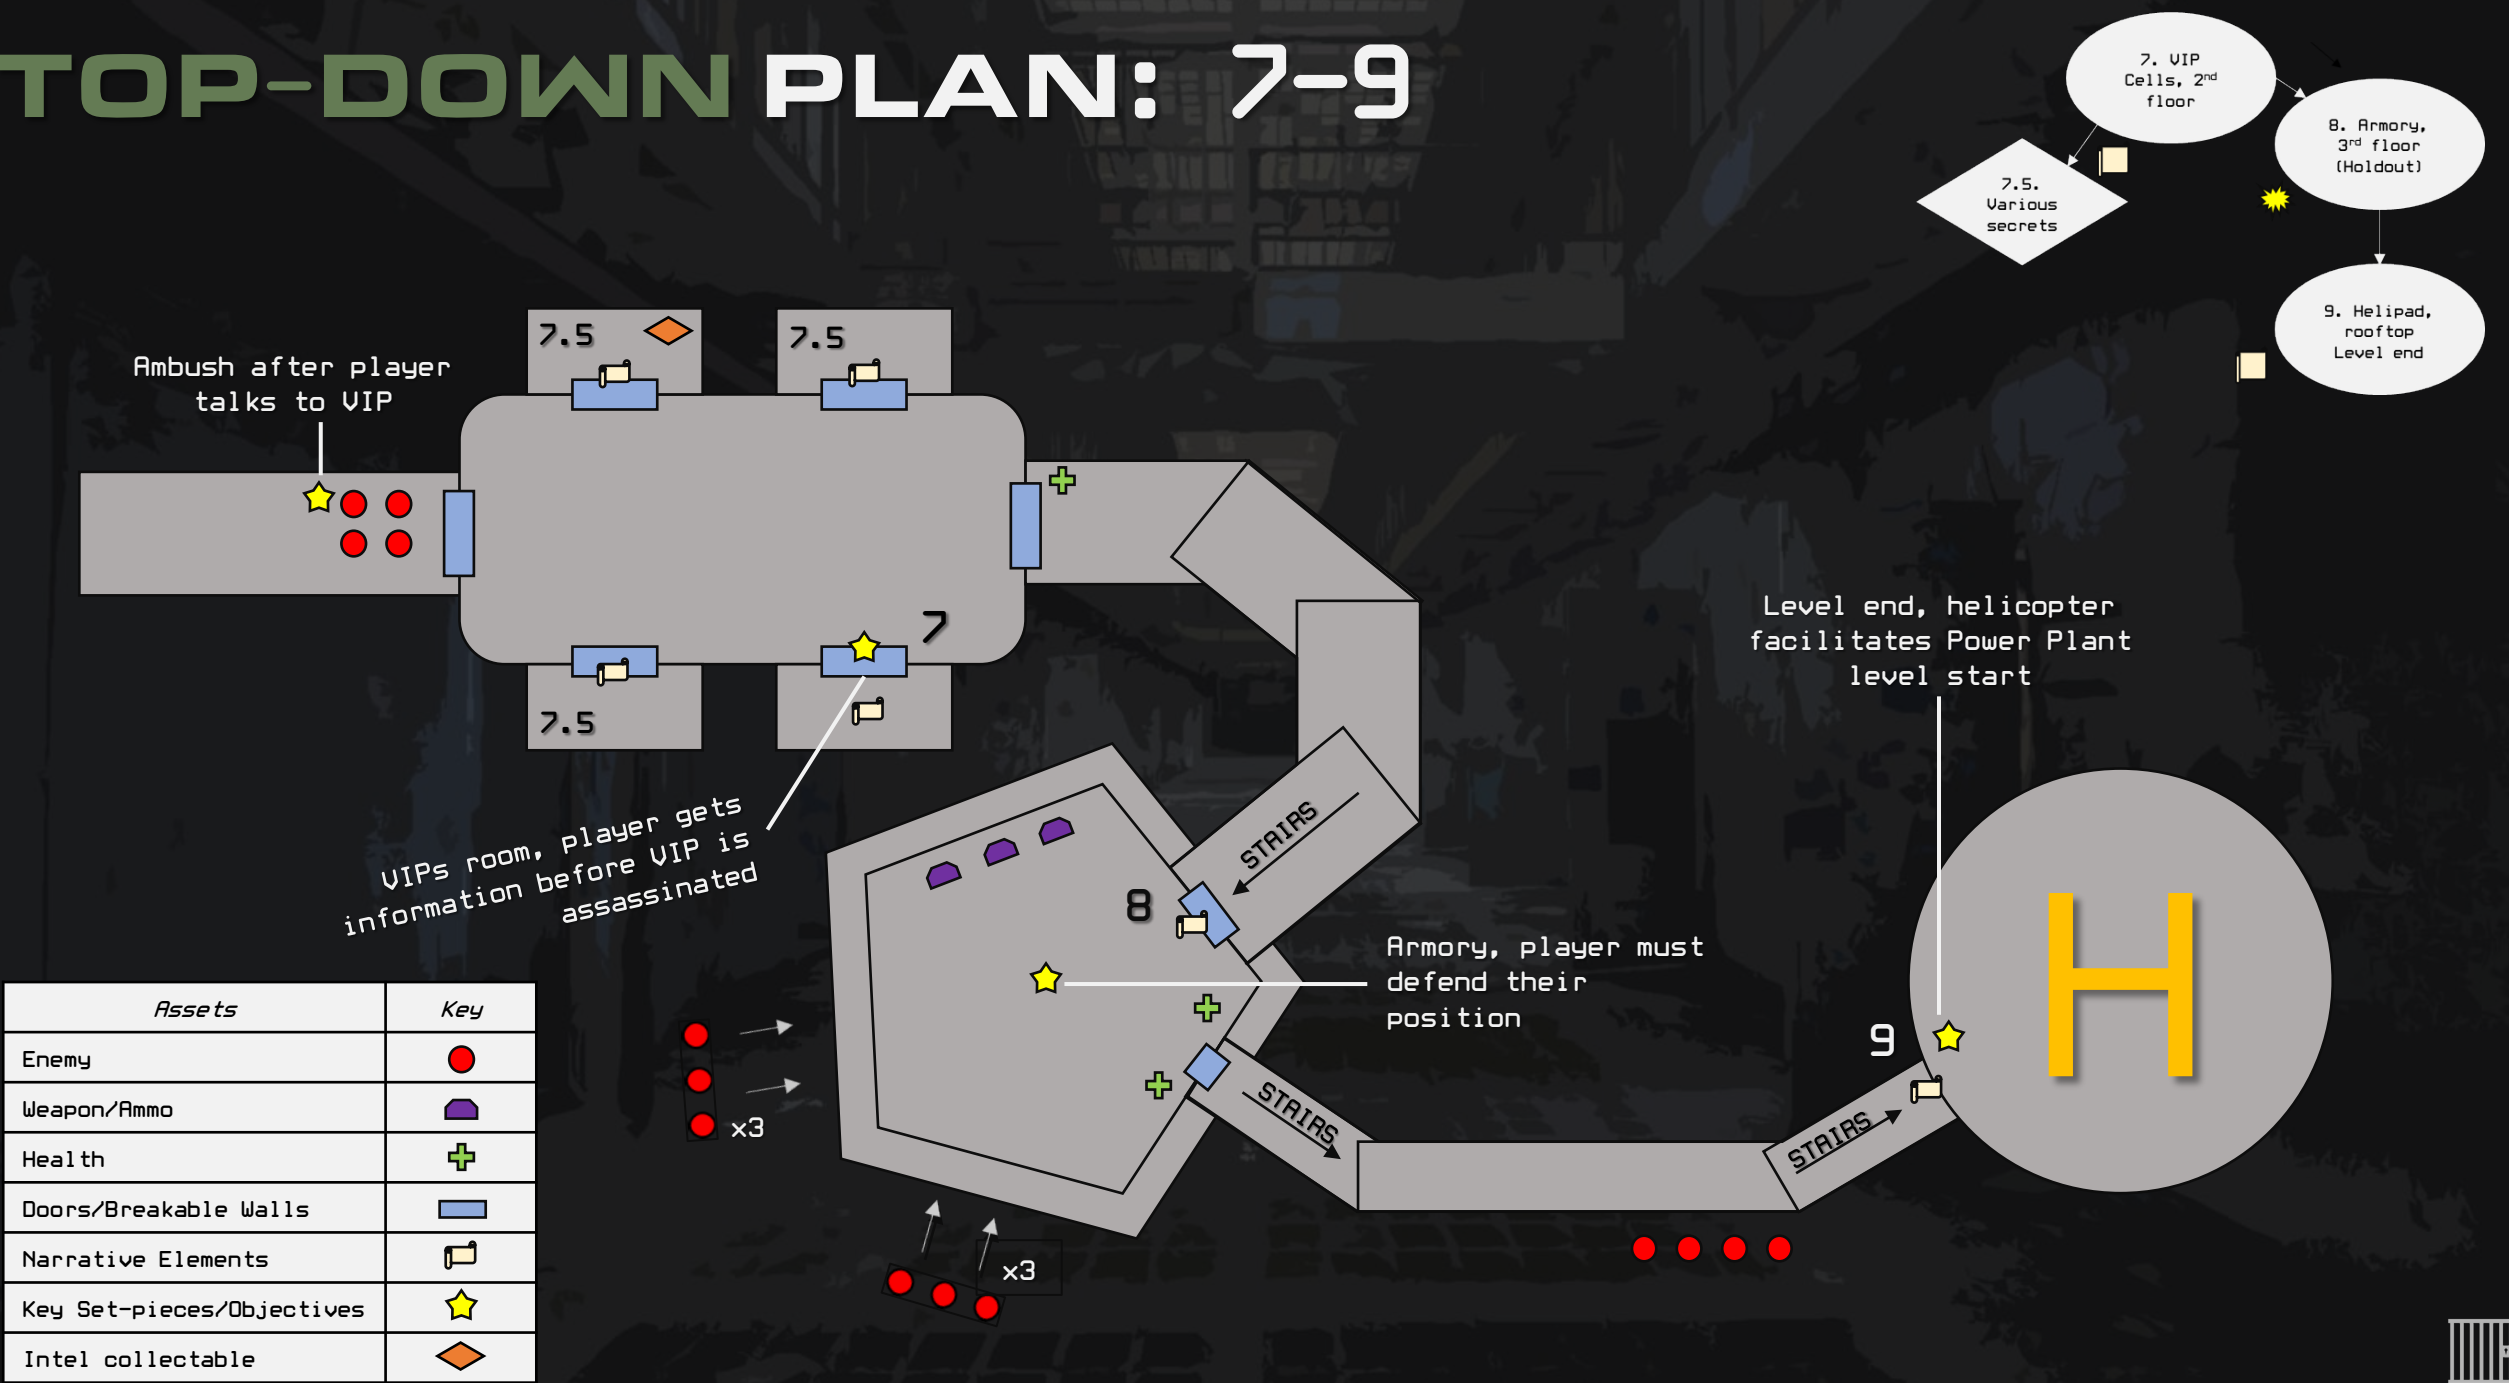 TOP-DOWN PLAN: 7-9
7. VIP
Cells, 2nd
floor
8. Armory,
3rd floor
(Holdout)
7.5.
Various
secrets
9. Helipad,
rooftop
Level end
Ambush after player
talks to VIP
7.5
7.5
7
7.5
VIPs room, player gets
information before VIP is
assassinated
STAIRS
8
Armory, player must
defend their
position
STAIRS
Level end, helicopter
facilitates Power Plant
level start
9
H
STAIRS
x3
x3
Assets Key
Enemy
Weapon/Ammo
Health
Doors/Breakable Walls
Narrative Elements
Key Set-pieces/Objectives
Intel collectable